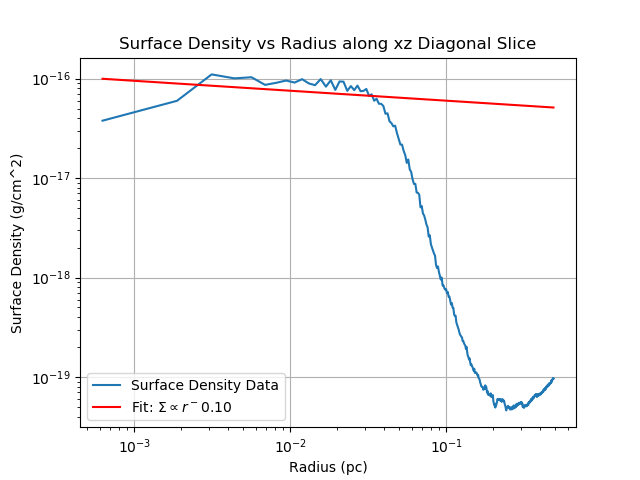 Surface Density vs Radius along xz Diagonal Slice
Surface Density (g/cm^2)
10⁻¹⁶
10⁻¹⁷
10⁻¹⁸
10⁻¹⁹
Surface Density Data
Fit: Σ ∝ r⁻0.10
10⁻³ 10⁻² 10⁻¹
Radius (pc)